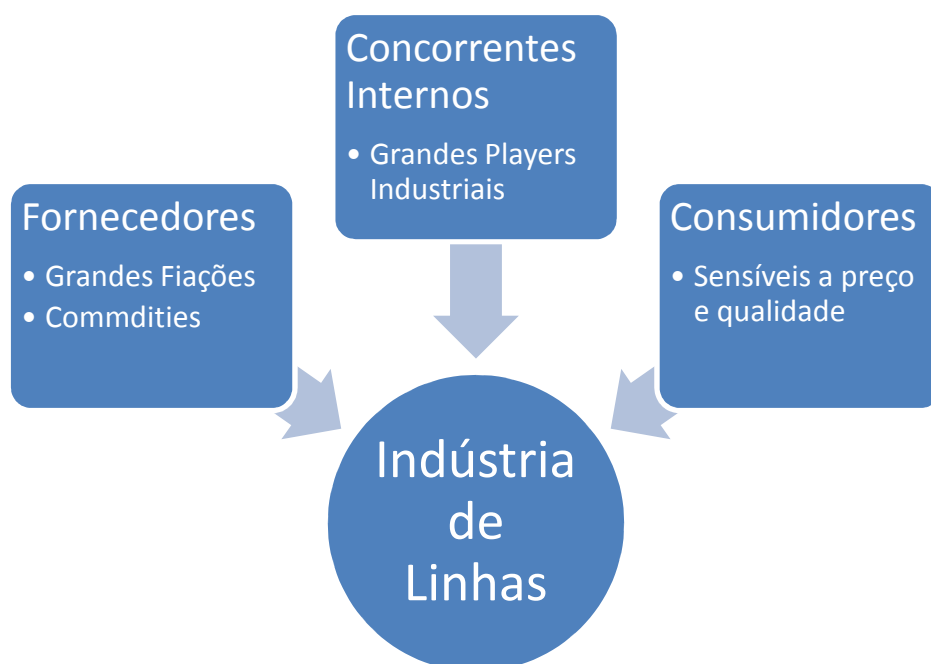 Concorrentes
Internos
• Grandes Players
Industriais
Fornecedores
• Grandes Fiações
• Commdities
Consumidores
• Sensíveis a preço
e qualidade
Indústria
de
Linhas